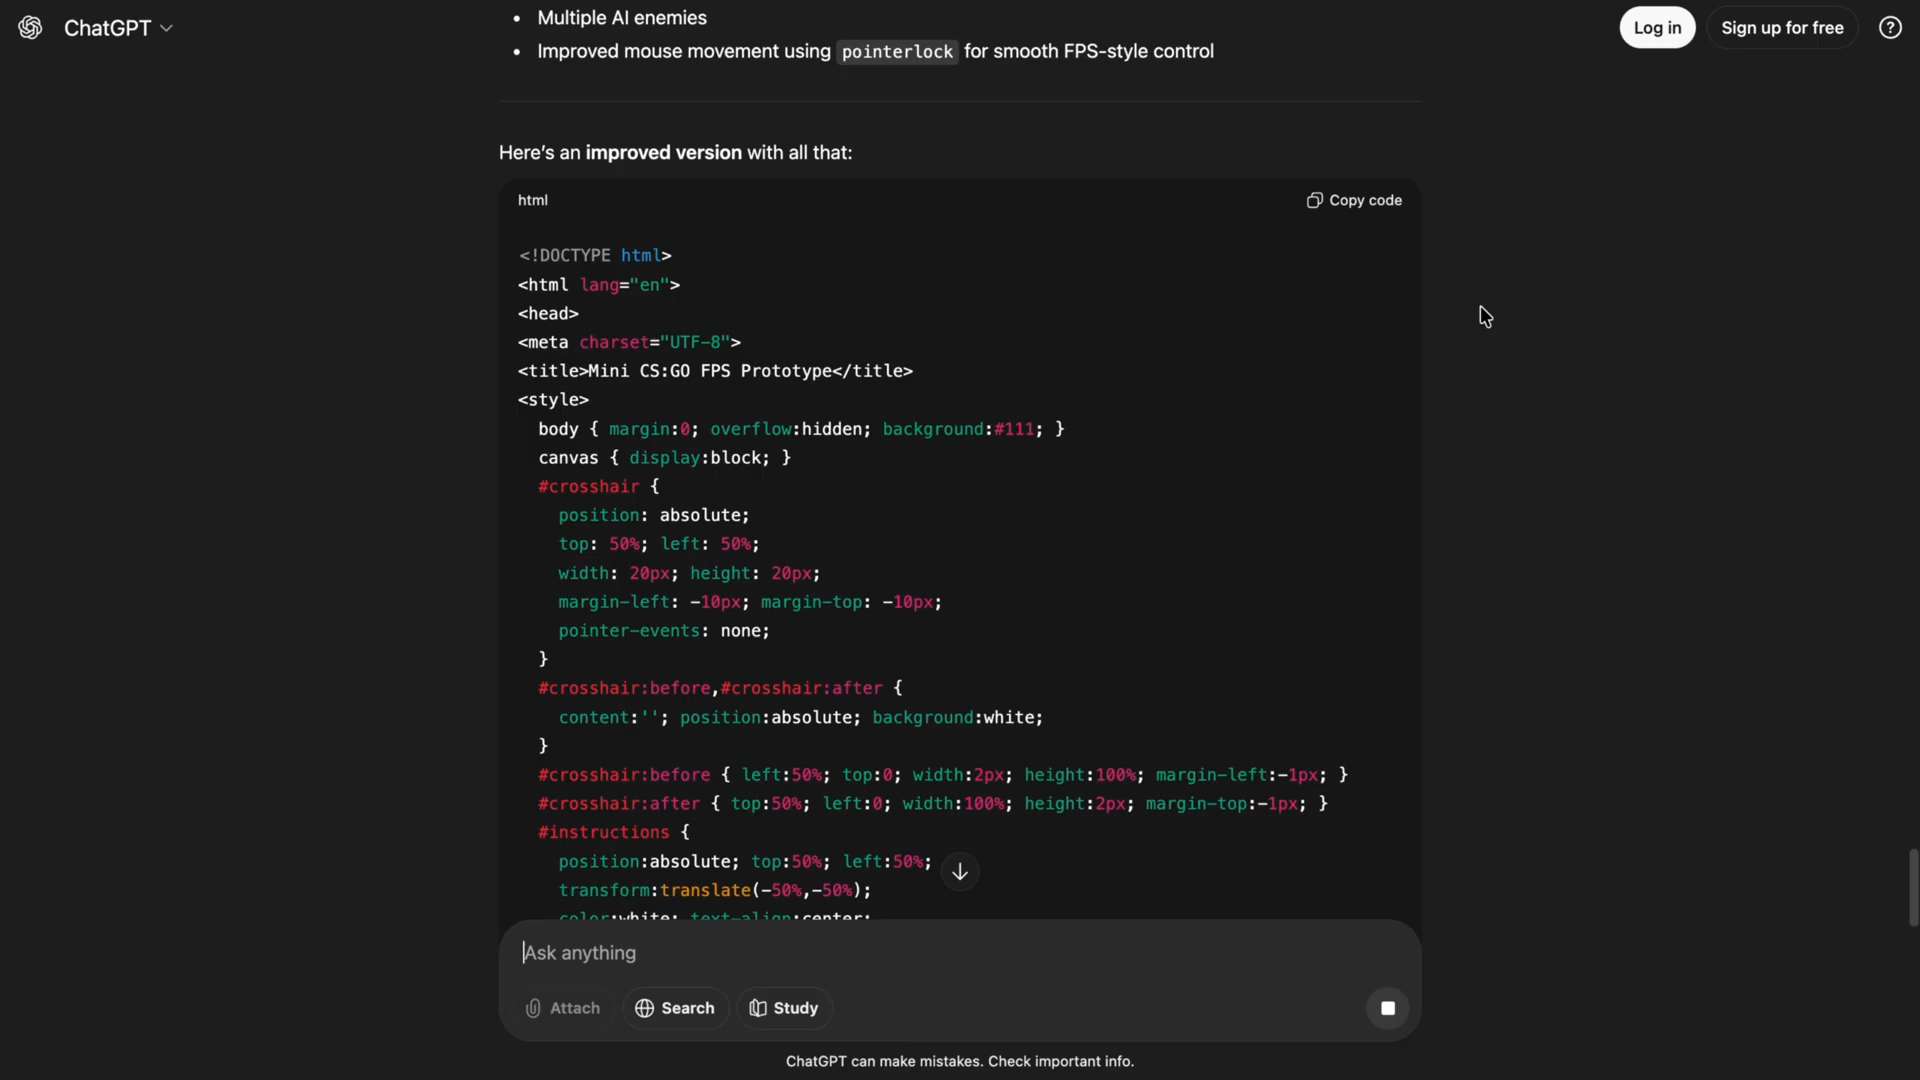 ChatGPT
Log in
Sign up for free
• Multiple AI enemies
• Improved mouse movement using pointerlock for smooth FPS-style control
Here's an improved version with all that:
html
Copy code
<!DOCTYPE html>
<html lang="en">
<head>
<meta charset="UTF-8">
<title>Mini CS:GO FPS Prototype</title>
<style>
  body { margin:0; overflow:hidden; background:#111; }
  canvas { display:block; }
  #crosshair {
    position: absolute;
    top: 50%; left: 50%;
    width: 20px; height: 20px;
    margin-left: -10px; margin-top: -10px;
    pointer-events: none;
  }
  #crosshair:before,#crosshair:after {
    content:''; position:absolute; background:white;
  }
  #crosshair:before { left:50%; top:0; width:2px; height:100%; margin-left:-1px; }
  #crosshair:after { top:50%; left:0; width:100%; height:2px; margin-top:-1px; }
  #instructions {
    position:absolute; top:50%; left:50%;
    transform:translate(-50%,-50%);
    color:white; text-align:center;
Ask anything
Attach
Search
Study
ChatGPT can make mistakes. Check important info.